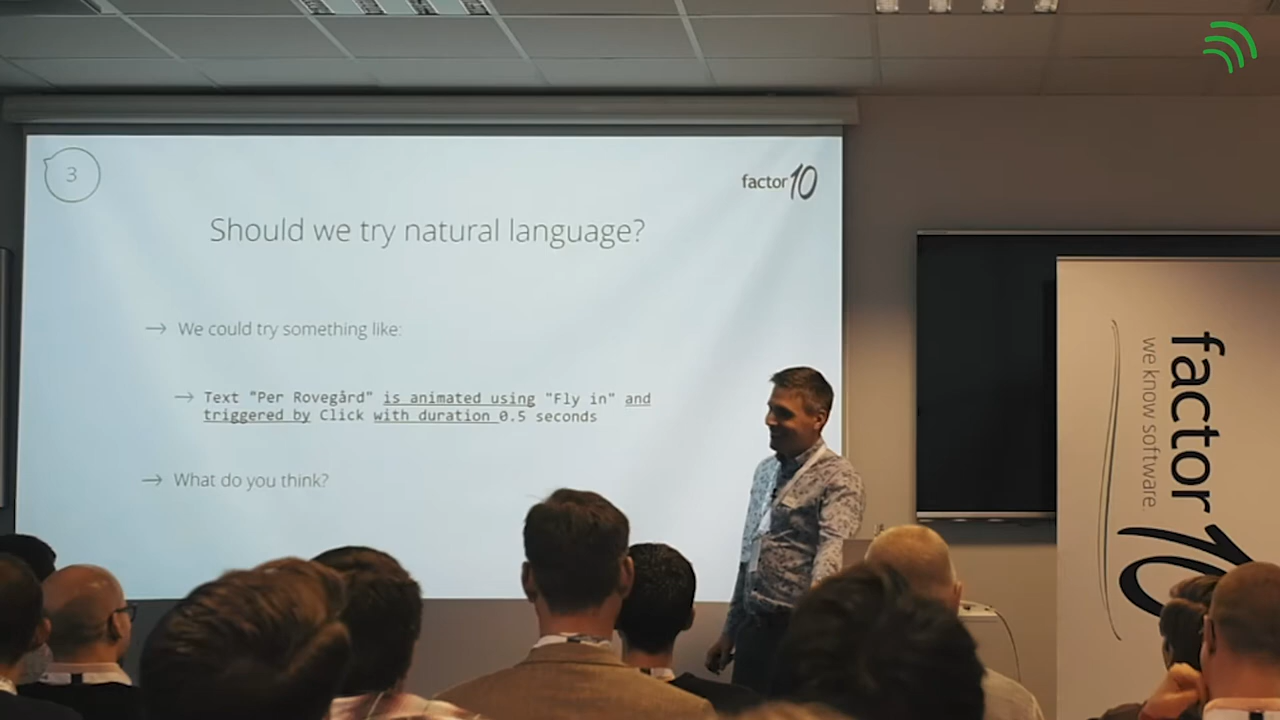 3
factor10
Should we try natural language?
→ We could try something like:
→ Text "Per Rovegård" is animated using "Fly in" and
triggered by Click with duration 0.5 seconds
→ What do you think?
factor10
we know software.